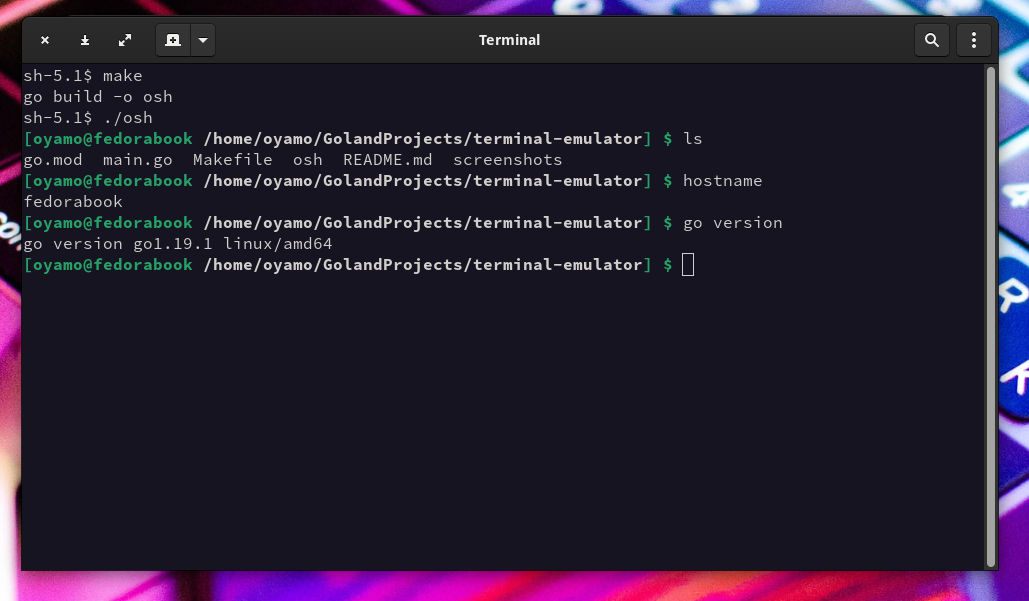 Terminal
sh-5.1$ make
go build -o osh
sh-5.1$ ./osh
[oyamo@fedorabook /home/oyamo/GolandProjects/terminal-emulator] $ ls
go.mod  main.go  Makefile  osh  README.md  screenshots
[oyamo@fedorabook /home/oyamo/GolandProjects/terminal-emulator] $ hostname
fedorabook
[oyamo@fedorabook /home/oyamo/GolandProjects/terminal-emulator] $ go version
go version go1.19.1 linux/amd64
[oyamo@fedorabook /home/oyamo/GolandProjects/terminal-emulator] $
R